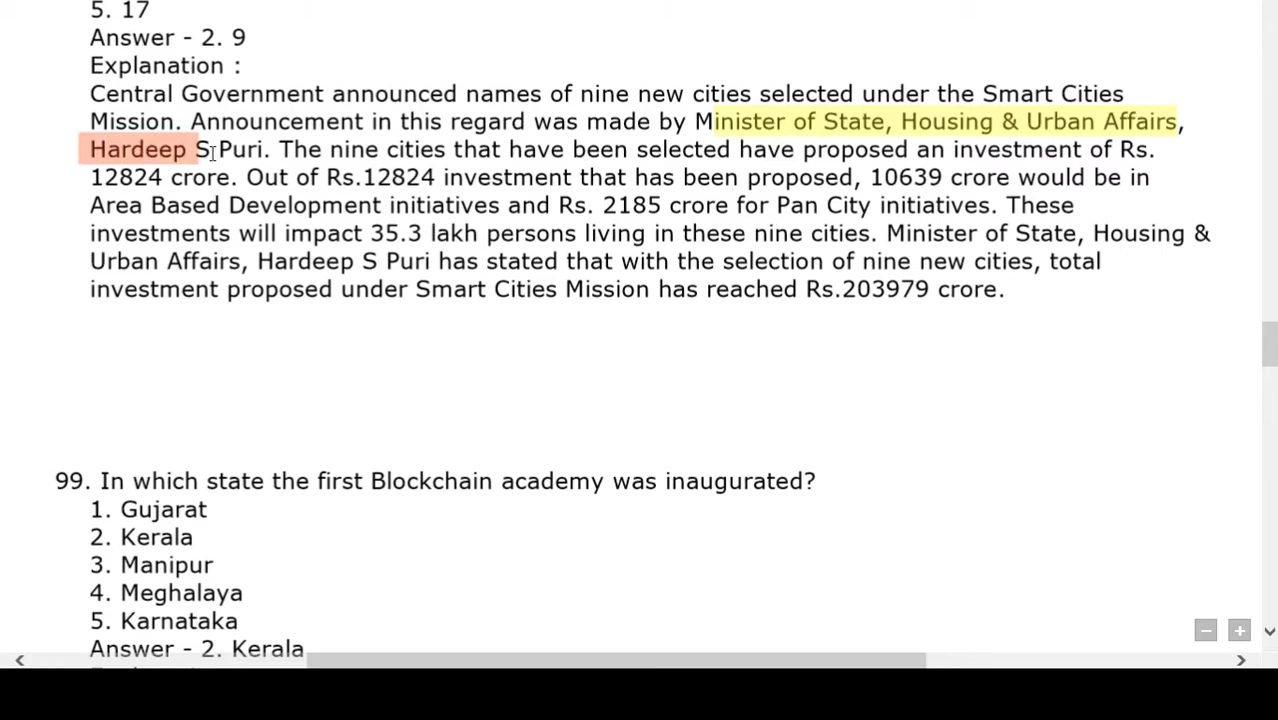 5. 17
Answer - 2. 9
Explanation :
Central Government announced names of nine new cities selected under the Smart Cities
Mission. Announcement in this regard was made by Minister of State, Housing & Urban Affairs,
Hardeep S Puri. The nine cities that have been selected have proposed an investment of Rs.
12824 crore. Out of Rs.12824 investment that has been proposed, 10639 crore would be in
Area Based Development initiatives and Rs. 2185 crore for Pan City initiatives. These
investments will impact 35.3 lakh persons living in these nine cities. Minister of State, Housing &
Urban Affairs, Hardeep S Puri has stated that with the selection of nine new cities, total
investment proposed under Smart Cities Mission has reached Rs.203979 crore.
99. In which state the first Blockchain academy was inaugurated?
1. Gujarat
2. Kerala
3. Manipur
4. Meghalaya
5. Karnataka
Answer - 2. Kerala